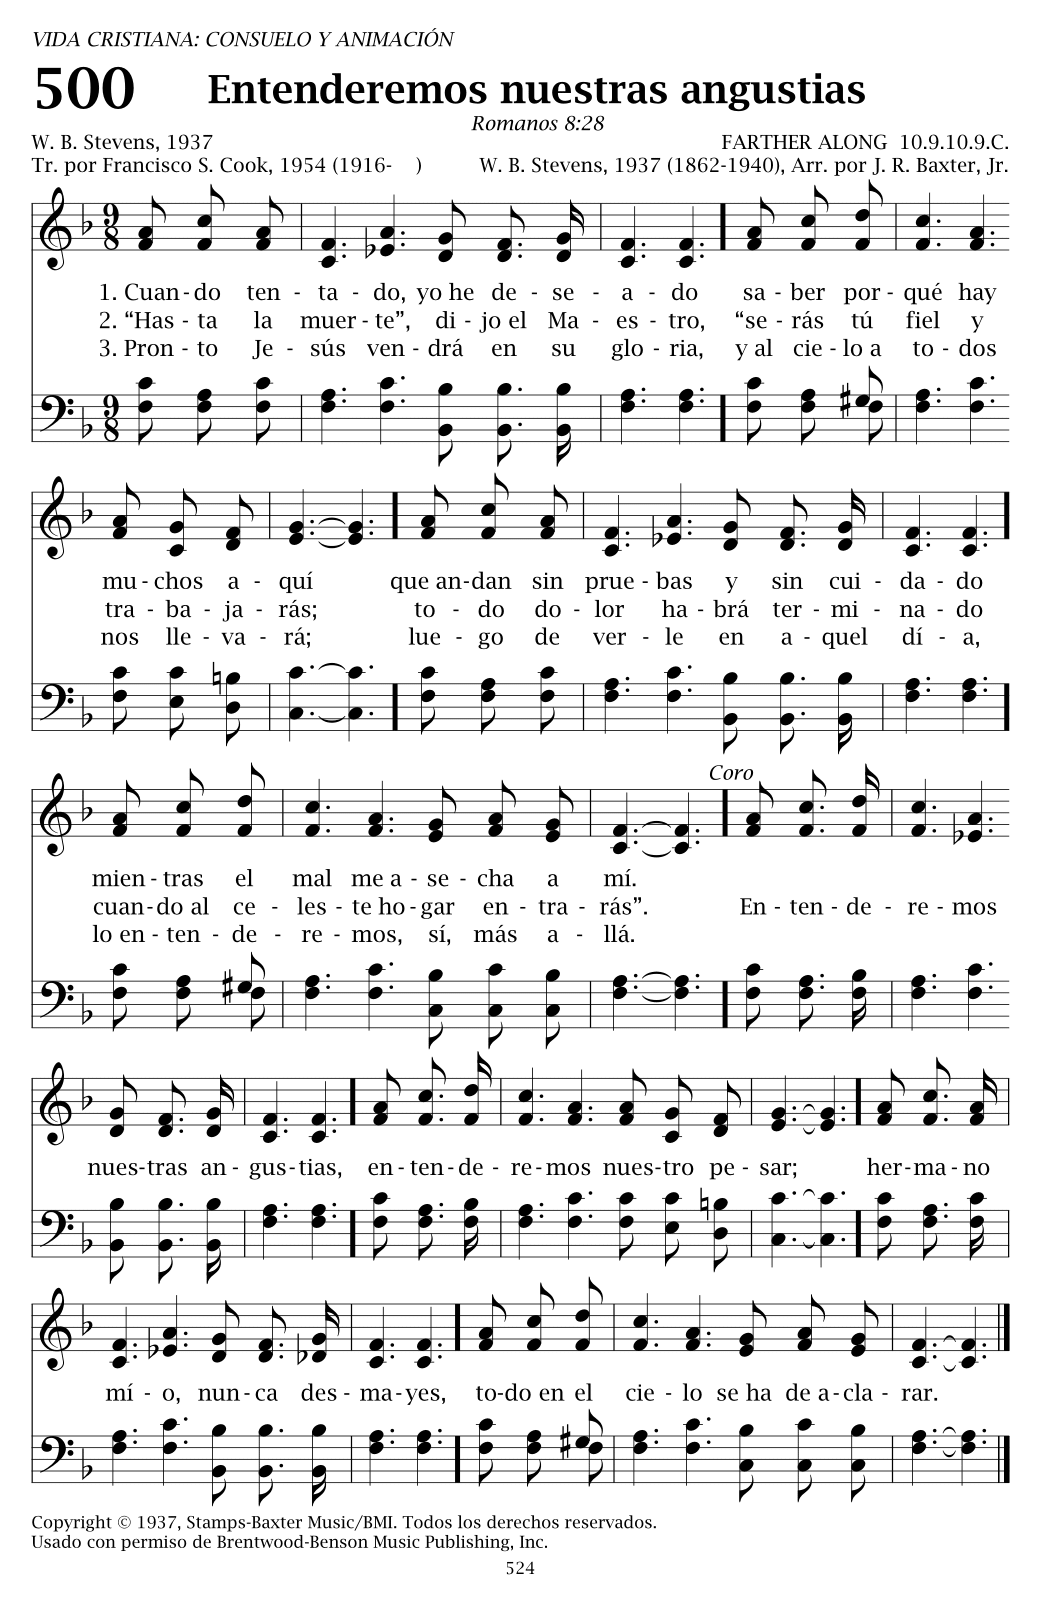 VIDA CRISTIANA: CONSUELO Y ANIMACIÓN
500 Entenderemos nuestras angustias
Romanos 8:28
W. B. Stevens, 1937 FARTHER ALONG 10.9.10.9.C.
Tr. por Francisco S. Cook, 1954 (1916-    ) W. B. Stevens, 1937 (1862-1940), Arr. por J. R. Baxter, Jr.
1. Cuan - do ten - ta - do, yo he de - se - a - do sa - ber por - qué hay
2. “Has - ta la muer - te”, di - jo el Ma - es - tro, “se - rás tú fiel y
3. Pron - to Je - sús ven - drá en su glo - ria, y al cie - lo a to - dos
mu - chos a - quí que an - dan sin prue - bas y sin cui - da - do
tra - ba - ja - rás; to - do do - lor ha - brá ter - mi - na - do
nos lle - va - rá; lue - go de ver - le en a - quel dí - a,
Coro
mien - tras el mal me a - se - cha a mí.
cuan - do al ce - les - te ho - gar en - tra - rás”. En - ten - de - re - mos
lo en - ten - de - re - mos, sí, más a - llá.
nues - tras an - gus - tias, en - ten - de - re - mos nues - tro pe - sar; her - ma - no
mí - o, nun - ca des - ma - yes, to - do en el cie - lo se ha de a - cla - rar.
Copyright © 1937, Stamps-Baxter Music/BMI. Todos los derechos reservados.
Usado con permiso de Brentwood-Benson Music Publishing, Inc.
524